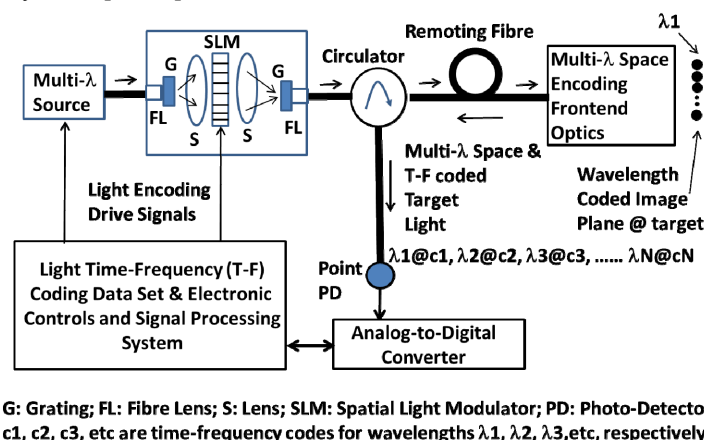 λ1
Remoting Fibre
SLM
Circulator
G
G
Multi-λ
Source
Multi-λ Space
Encoding
Frontend
Optics
FL
S
S
FL
Multi-λ Space &
T-F coded
Target
Light
Wavelength
Coded Image
Plane @ target
Light Encoding
Drive Signals
λ1@c1, λ2@c2, λ3@c3, ...... λN@cN
Light Time-Frequency (T-F)
Coding Data Set & Electronic
Controls and Signal Processing
System
Point
PD
Analog-to-Digital
Converter
G: Grating; FL: Fibre Lens; S: Lens; SLM: Spatial Light Modulator; PD: Photo-Detecto
c1, c2, c3, etc are time-frequency codes for wavelengths λ1, λ2, λ3,etc, respectively